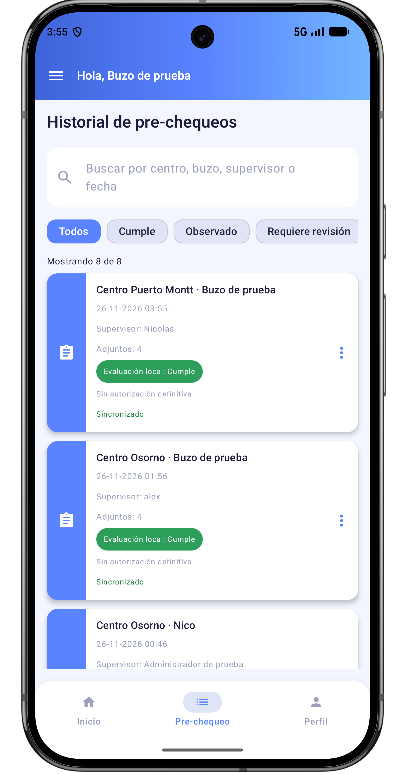 3:55
5G
Hola, Buzo de prueba
Historial de pre-chequeos
Buscar por centro, buzo, supervisor o
fecha
Todos
Cumple
Observado
Requiere revisión
Mostrando 8 de 8
Centro Puerto Montt · Buzo de prueba
26-11-2026 03:55
Supervisor: Nicolas
Adjuntos: 4
Evaluación local: Cumple
Sin autorización definitiva
Sincronizado
Centro Osorno · Buzo de prueba
26-11-2026 01:56
Supervisor: alex
Adjuntos: 4
Evaluación local: Cumple
Sin autorización definitiva
Sincronizado
Centro Osorno · Nico
26-11-2026 00:46
Supervisor: Administrador de prueba
Inicio
Pre-chequeo
Perfil